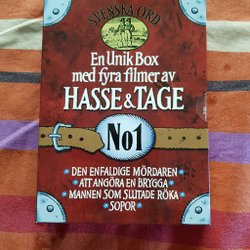 SVENSKA ORD
En Unik Box
med fyra filmer av
HASSE & TAGE
No1
• DEN ENFALDIGE MÖRDAREN
• ATT ANGÖRA EN BRYGGA •
• MANNEN SOM SLUTADE RÖKA
• SOPOR •